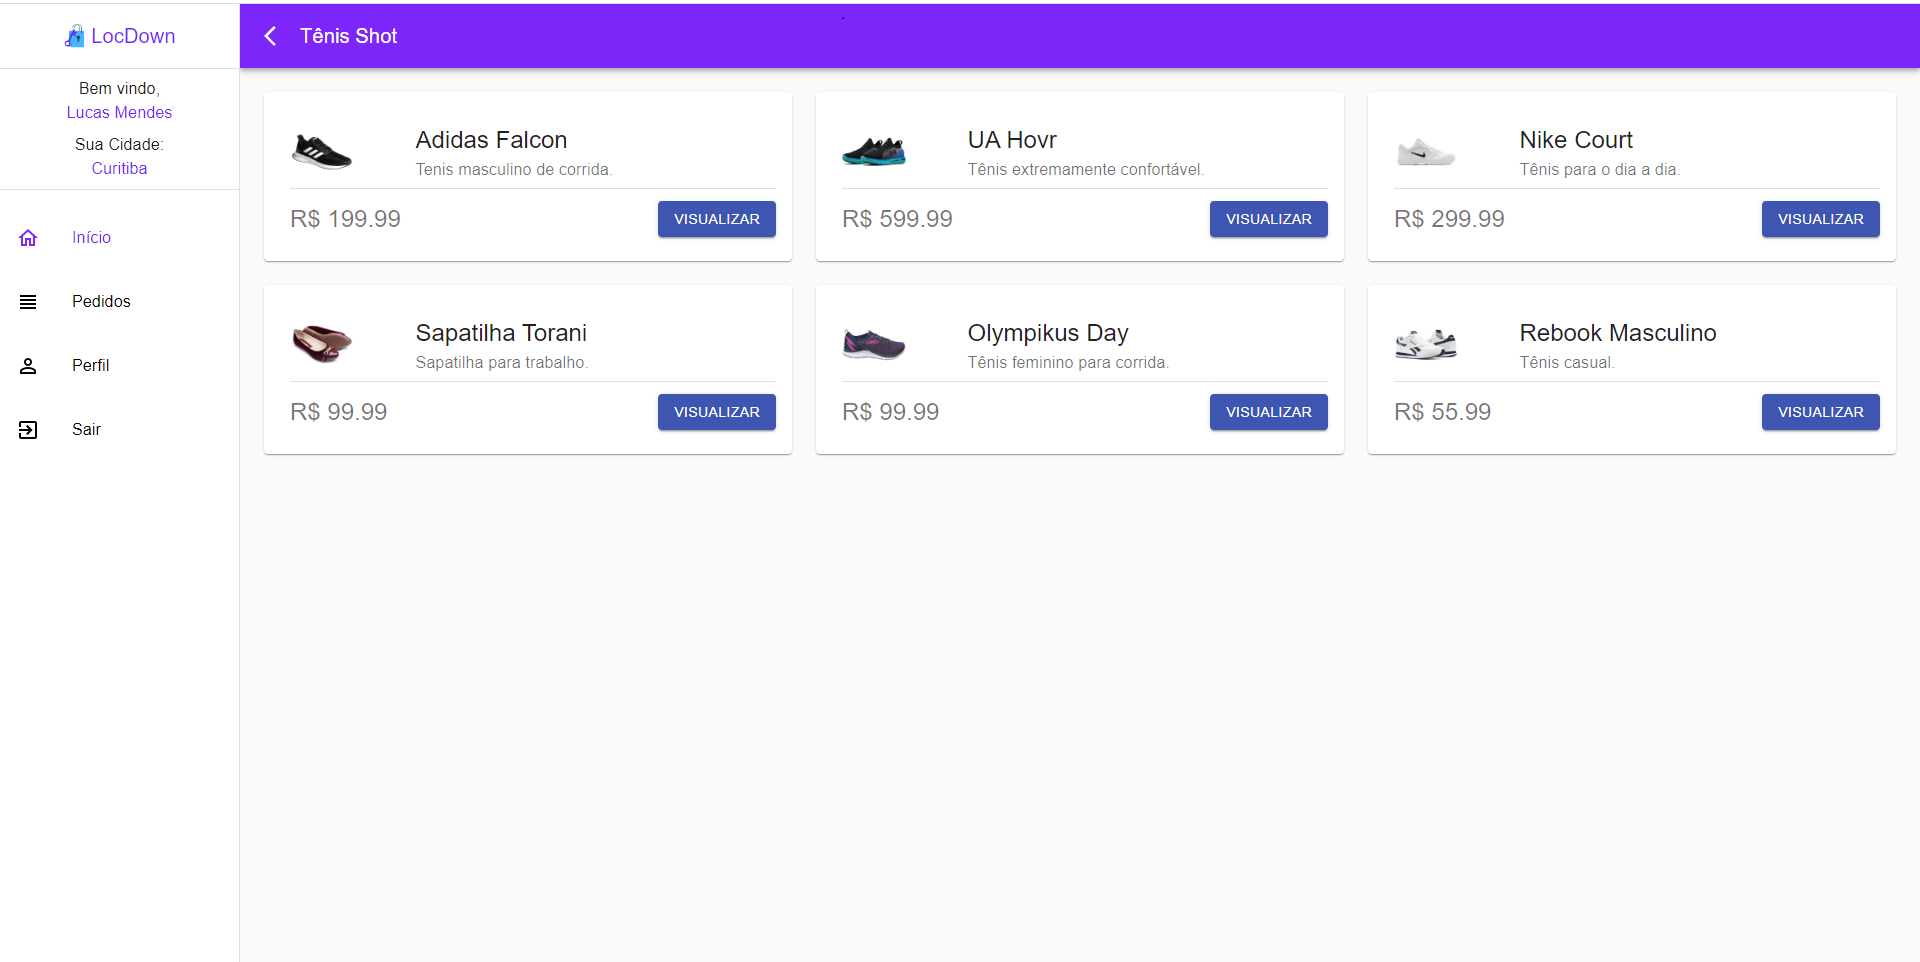 LocDown
Bem vindo,
Lucas Mendes
Sua Cidade:
Curitiba
Início
Pedidos
Perfil
Sair
Tênis Shot
Adidas Falcon
Tenis masculino de corrida.
R$ 199.99
VISUALIZAR
UA Hovr
Tênis extremamente confortável.
R$ 599.99
VISUALIZAR
Nike Court
Tênis para o dia a dia.
R$ 299.99
VISUALIZAR
Sapatilha Torani
Sapatilha para trabalho.
R$ 99.99
VISUALIZAR
Olympikus Day
Tênis feminino para corrida.
R$ 99.99
VISUALIZAR
Rebook Masculino
Tênis casual.
R$ 55.99
VISUALIZAR